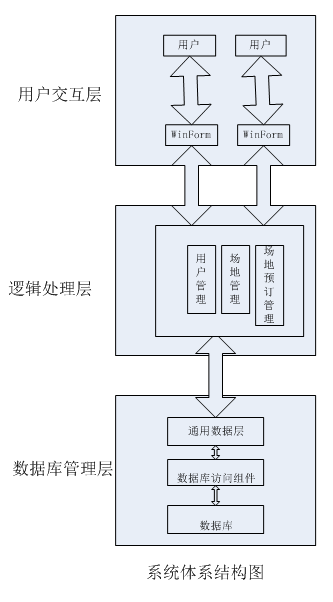 用户 用户
用户交互层
WinForm WinForm
用户管理
场地管理
场地预订管理
逻辑处理层
通用数据层
数据库管理层
数据库访问组件
数据库
系统体系结构图